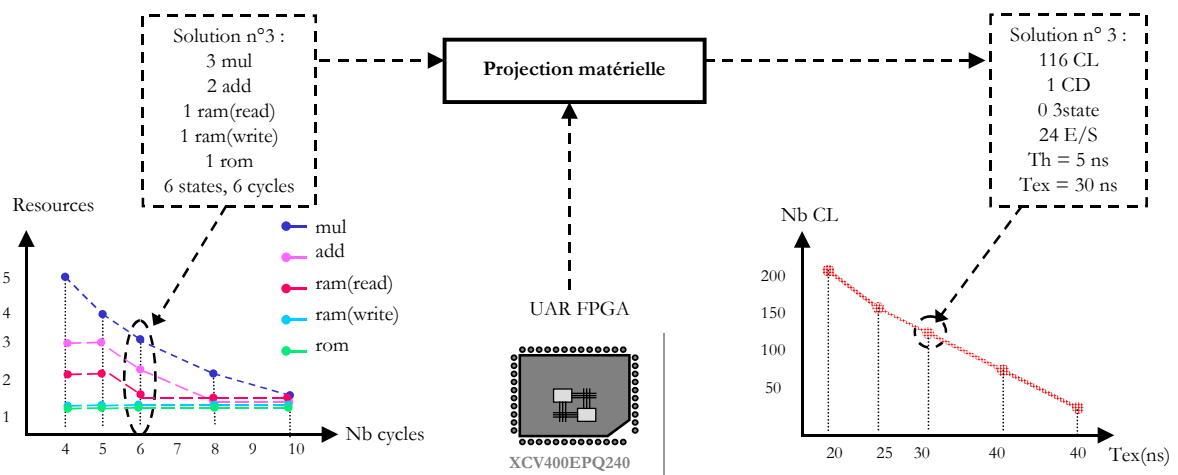 Solution n°3 :
3 mul
2 add
1 ram(read)
1 ram(write)
1 rom
6 states, 6 cycles
Projection matérielle
Solution n° 3 :
116 CL
1 CD
0 3state
24 E/S
Th = 5 ns
Tex = 30 ns
Resources
5
4
3
2
1
4 5 6 7 8 9 10
Nb cycles
mul
add
ram(read)
ram(write)
rom
UAR FPGA
XCV400EPQ240
Nb CL
200
150
100
50
20 25 30 40 40
Tex(ns)